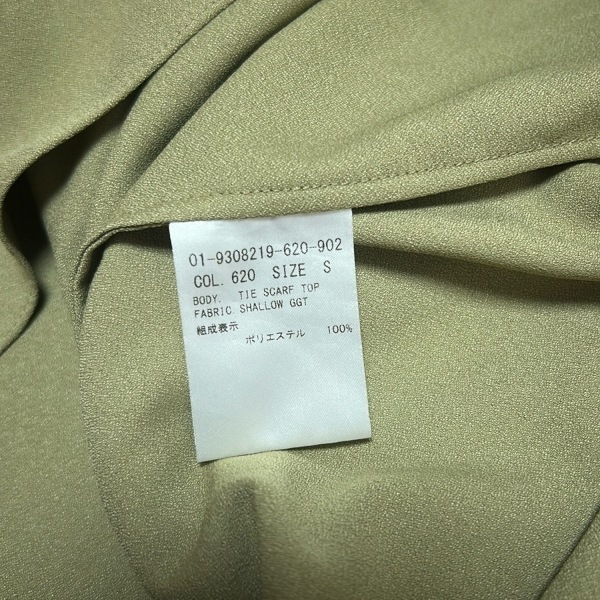 01-9308219-620-902
COL. 620 SIZE S
BODY. TIE SCARF TOP
FABRIC. SHALLOW GGT
組成表示
ポリエステル 100%